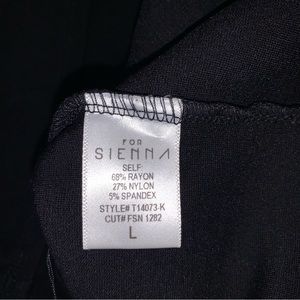 FOR
SIENNA
SELF:
68% RAYON
27% NYLON
5% SPANDEX
STYLE# T14073-K
CUT# FSN 1282
L